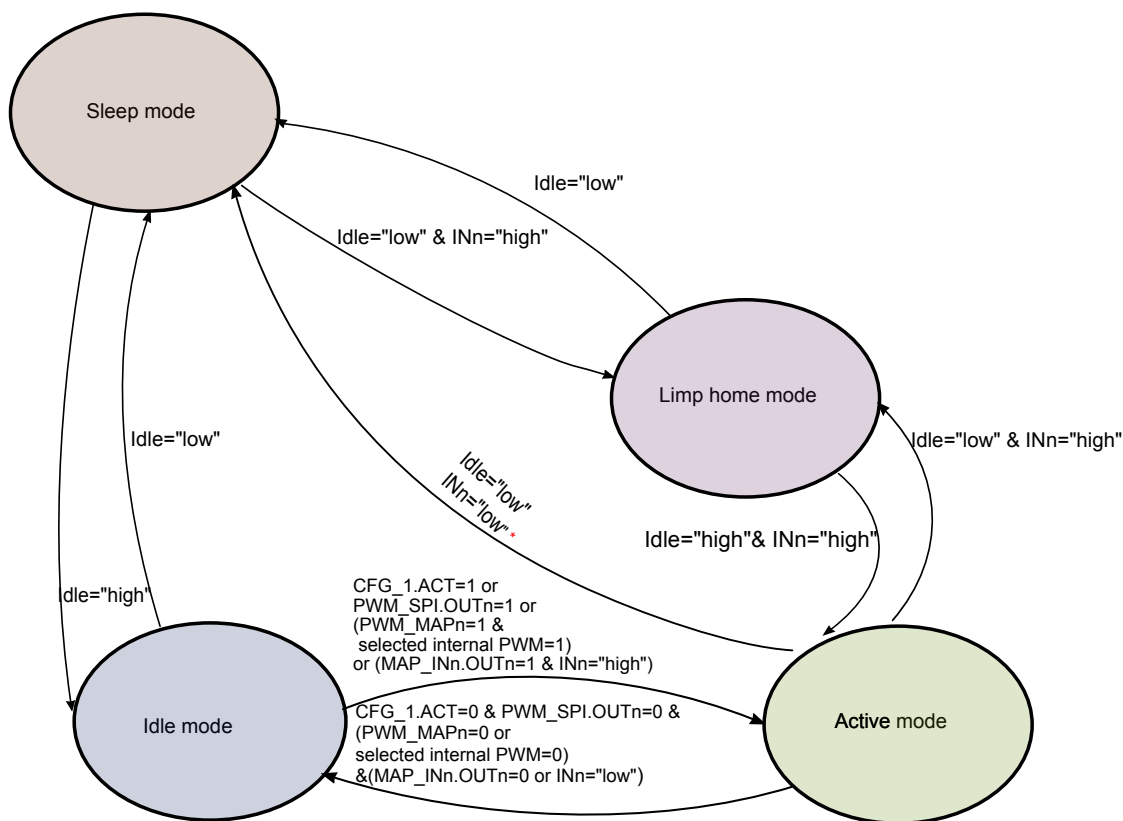 Sleep mode
Idle="low"
Idle="low" & INn="high"
Limp home mode
Idle="low"
Idle="low" & INn="high"
Idle="low"
INn="low" *
Idle="high"& INn="high"
Idle="high"
CFG_1.ACT=1 or
PWM_SPI.OUTn=1 or
(PWM_MAPn=1 &
selected internal PWM=1)
or (MAP_INn.OUTn=1 & INn="high")
Idle mode
CFG_1.ACT=0 & PWM_SPI.OUTn=0 &
(PWM_MAPn=0 or
selected internal PWM=0)
&(MAP_INn.OUTn=0 or INn="low")
Active mode